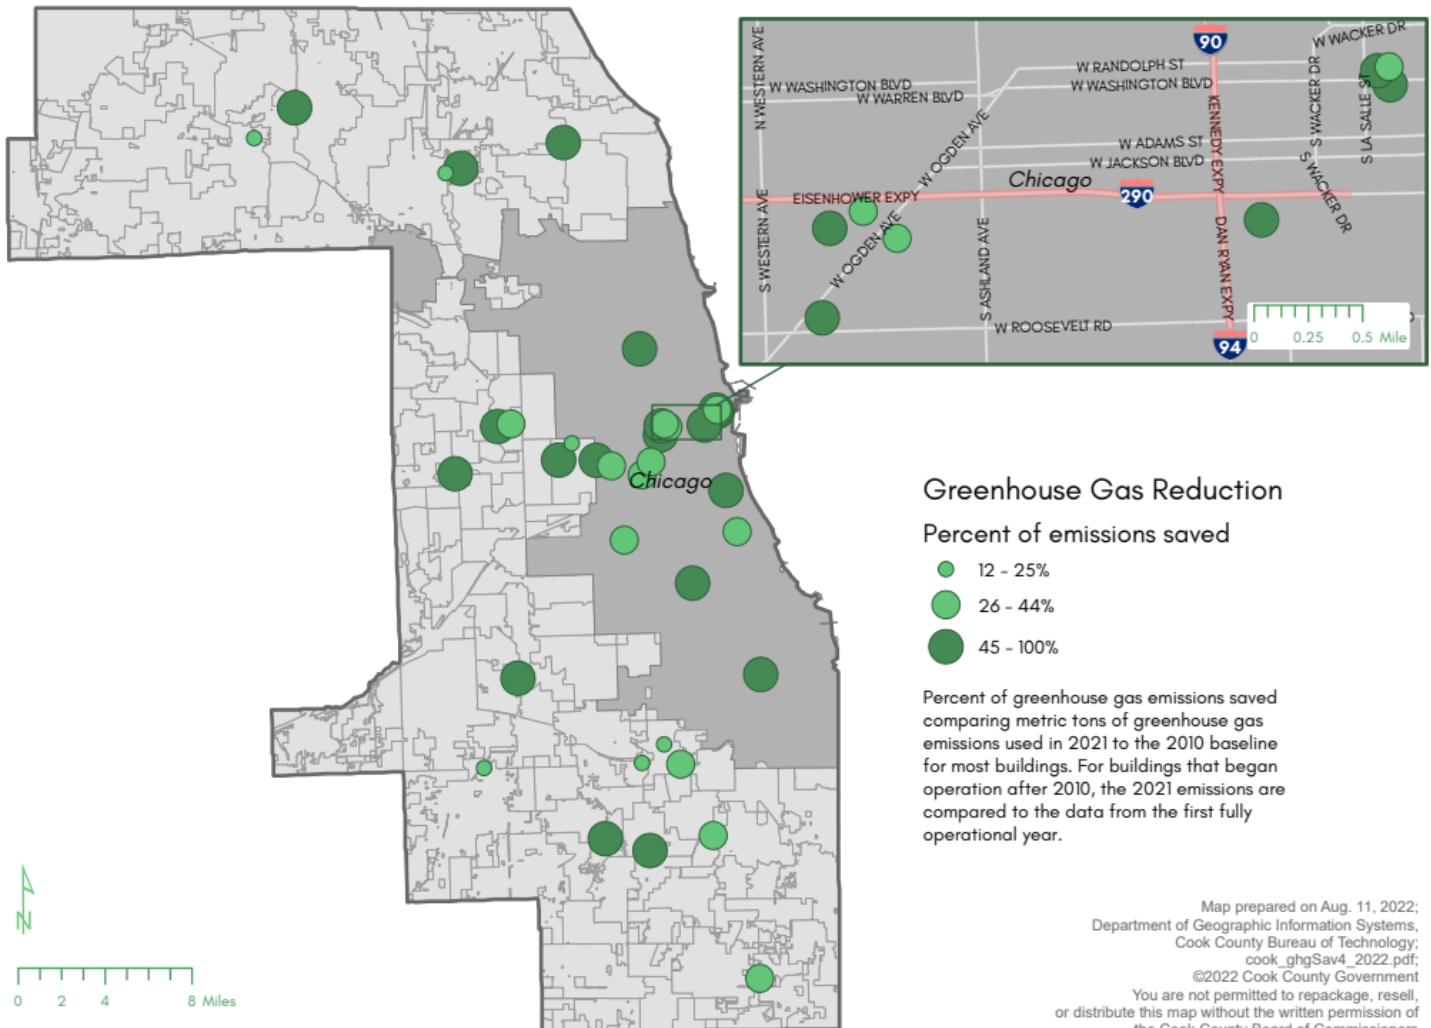 N WESTERN AVE
W WASHINGTON BLVD
W WARREN BLVD
W RANDOLPH ST
W WASHINGTON BLVD
90
W WACKER DR
S WACKER DR
S LA SALLE ST
KENNEDY EXPY
W OGDEN AVE
W ADAMS ST
W JACKSON BLVD
Chicago
290
EISENHOWER EXPY
S WESTERN AVE
W OGDEN AVE
S ASHLAND AVE
DAN RYAN EXPY
S WACKER DR
W ROOSEVELT RD
94
0 0.25 0.5 Mile
Chicago
Greenhouse Gas Reduction
Percent of emissions saved
12 - 25%
26 - 44%
45 - 100%
Percent of greenhouse gas emissions saved
comparing metric tons of greenhouse gas
emissions used in 2021 to the 2010 baseline
for most buildings. For buildings that began
operation after 2010, the 2021 emissions are
compared to the data from the first fully
operational year.
N
0 2 4 8 Miles
Map prepared on Aug. 11, 2022;
Department of Geographic Information Systems,
Cook County Bureau of Technology;
cook_ghgSav4_2022.pdf;
©2022 Cook County Government
You are not permitted to repackage, resell,
or distribute this map without the written permission of
the Cook County Board of Commissioners